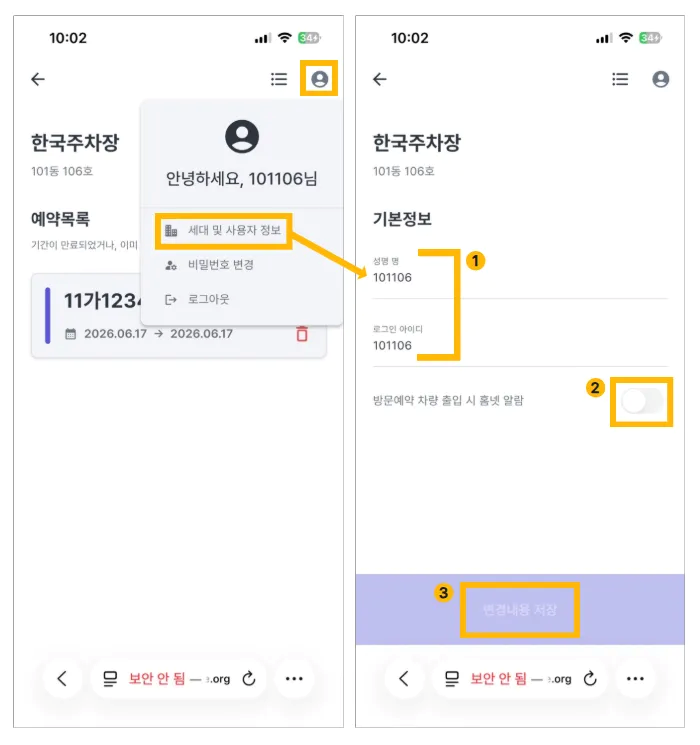 10:02
34
한국주차장
101동 106호
안녕하세요, 101106님
예약목록
세대 및 사용자 정보
기간이 만료되었거나, 이미
비밀번호 변경
11가123
로그아웃
2026.06.17 → 2026.06.17
보안 안 됨 — .org
10:02
34
한국주차장
101동 106호
기본정보
성명 명
101106
1
로그인 아이디
101106
방문예약 차량 출입 시 홈넷 알람
2
3
변경내용 저장
보안 안 됨 — .org